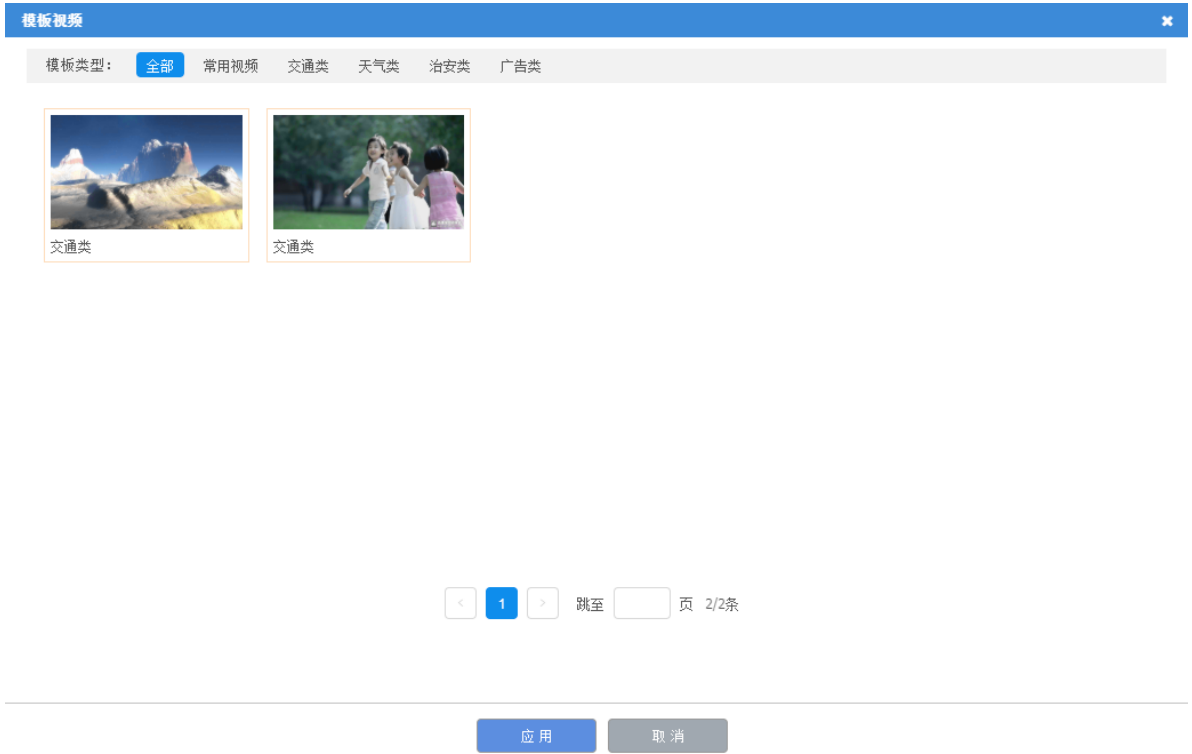 模板视频
模板类型: 全部 常用视频 交通类 天气类 治安类 广告类
交通类 交通类
1 跳至 页 2/2条
应用 取消